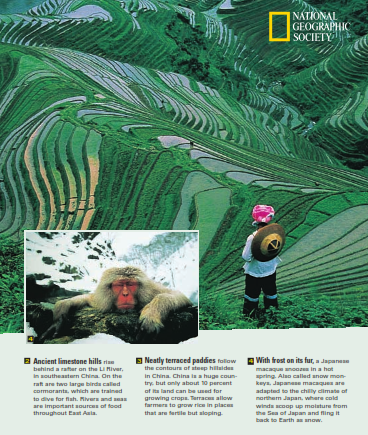 NATIONAL
GEOGRAPHIC
SOCIETY
4
2 Ancient limestone hills rise
behind a rafter on the Li River,
in southeastern China. On the
raft are two large birds called
cormorants, which are trained
to dive for fish. Rivers and seas
are important sources of food
throughout East Asia.
3 Neatly terraced paddies follow
the contours of steep hillsides
in China. China is a huge coun-
try, but only about 10 percent
of its land can be used for
growing crops. Terraces allow
farmers to grow rice in places
that are fertile but sloping.
4 With frost on its fur, a Japanese
macaque snoozes in a hot
spring. Also called snow mon-
keys, Japanese macaques are
adapted to the chilly climate of
northern Japan, where cold
winds scoop up moisture from
the Sea of Japan and fling it
back to Earth as snow.